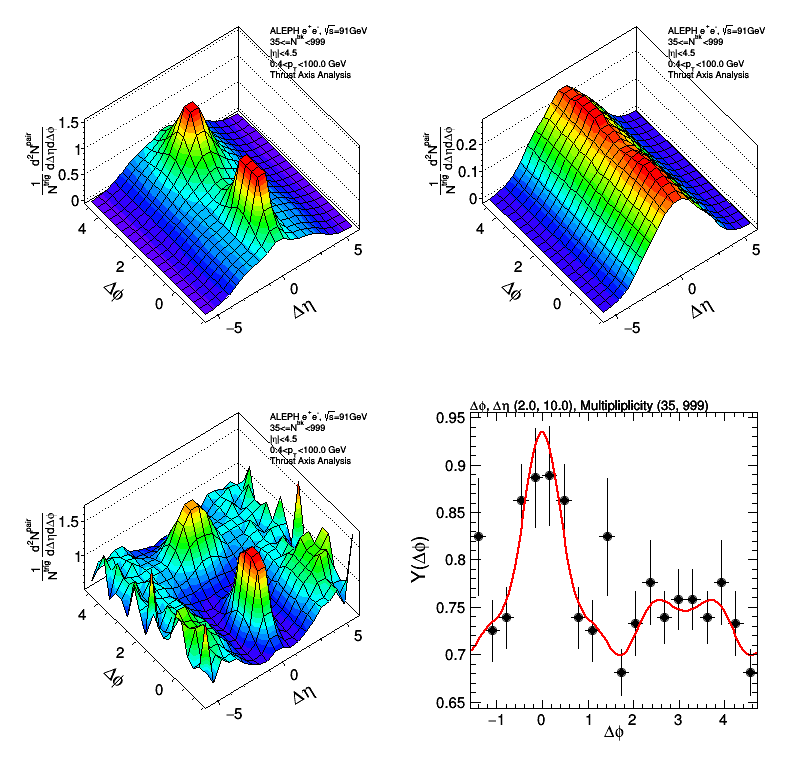 ALEPH e⁺e⁻, √s=91GeV
35<=N^trk<999
|η|<4.5
0.4<p_T<100.0 GeV
Thrust Axis Analysis
1/N^trig d²N^pair/dΔηdΔφ
1.5
1
0.5
0
4
2
0
Δφ
−5
0
5
Δη
ALEPH e⁺e⁻, √s=91GeV
35<=N^trk<999
|η|<4.5
0.4<p_T<100.0 GeV
Thrust Axis Analysis
1/N^trig d²N^pair/dΔηdΔφ
0.2
0.1
0
4
2
0
Δφ
−5
0
5
Δη
ALEPH e⁺e⁻, √s=91GeV
35<=N^trk<999
|η|<4.5
0.4<p_T<100.0 GeV
Thrust Axis Analysis
1/N^trig d²N^pair/dΔηdΔφ
1.5
1
4
2
0
Δφ
−5
0
5
Δη
Δφ, Δη (2.0, 10.0), Multipliplicity (35, 999)
Y(Δφ)
0.95
0.9
0.85
0.8
0.75
0.7
0.65
−1 0 1 2 3 4
Δφ